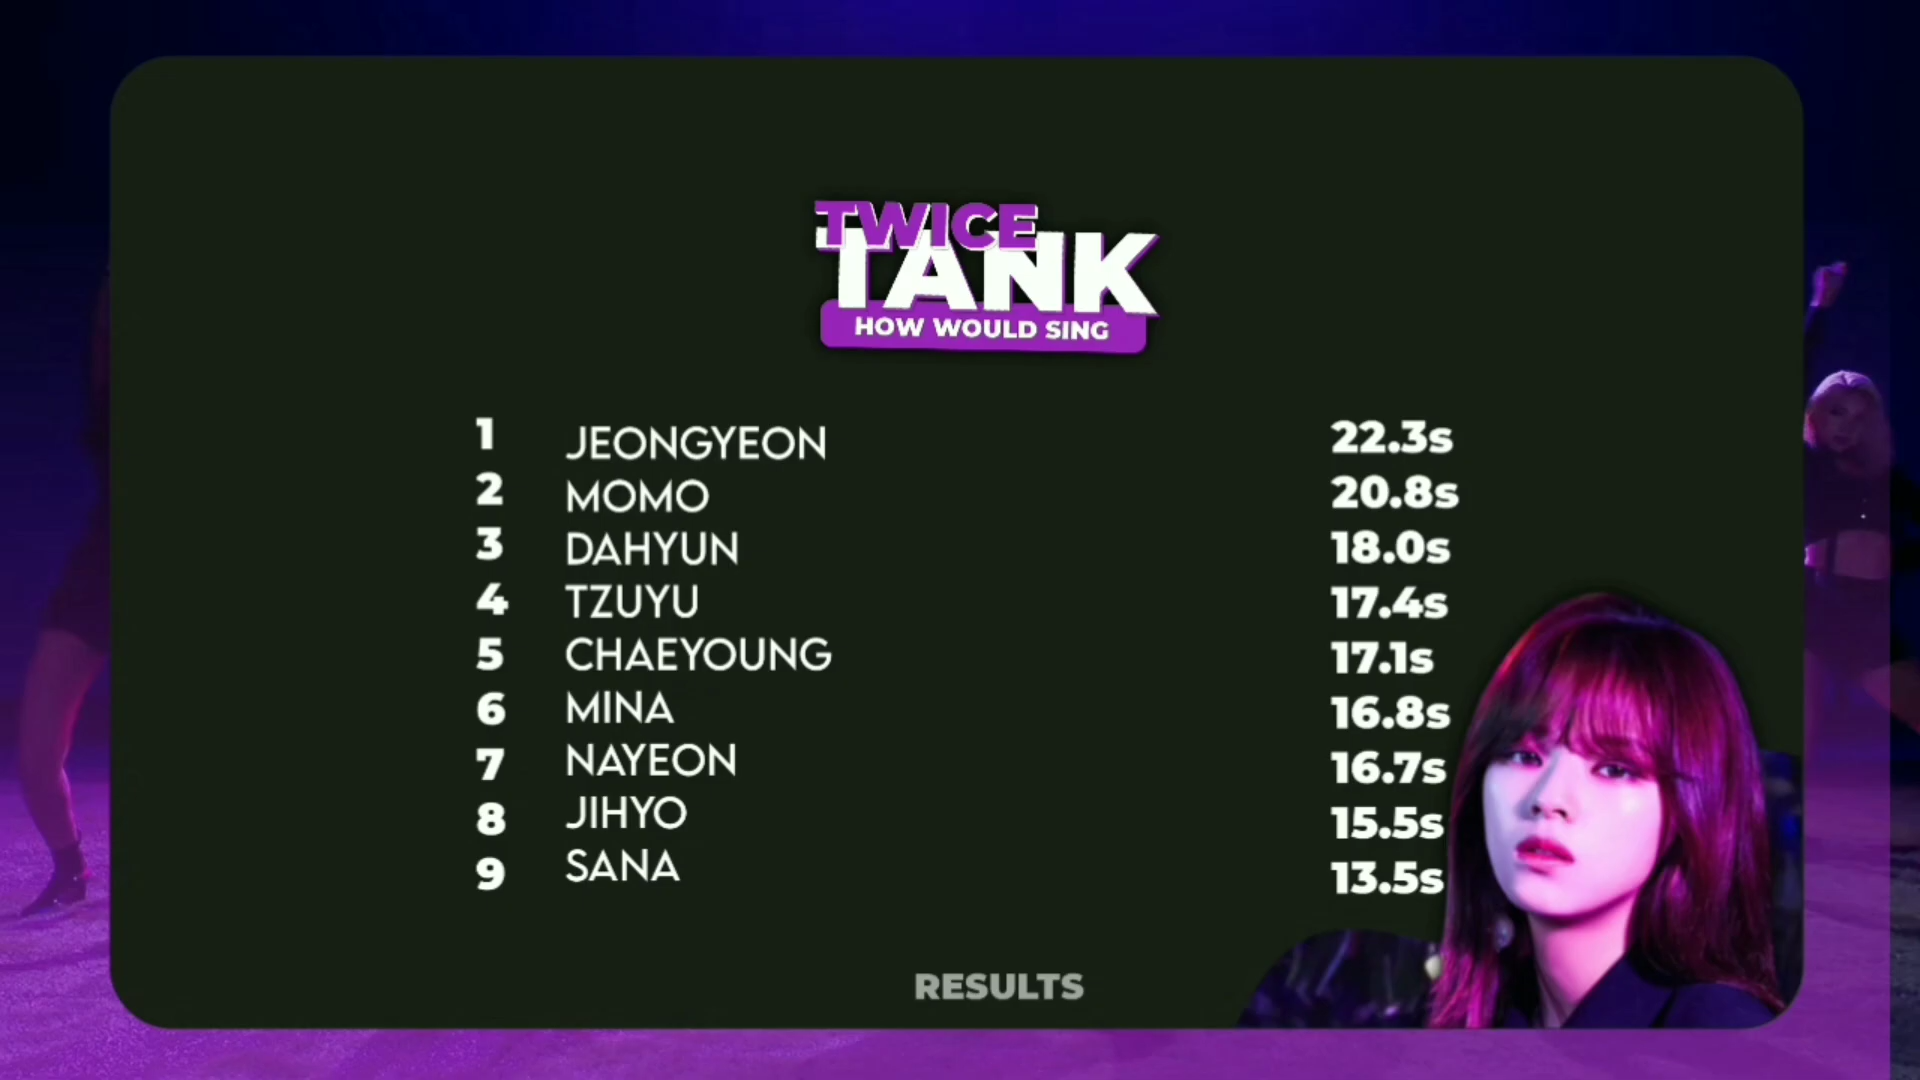 TWICE
TANK
HOW WOULD SING
1 JEONGYEON 22.3s
2 MOMO 20.8s
3 DAHYUN 18.0s
4 TZUYU 17.4s
5 CHAEYOUNG 17.1s
6 MINA 16.8s
7 NAYEON 16.7s
8 JIHYO 15.5s
9 SANA 13.5s
RESULTS